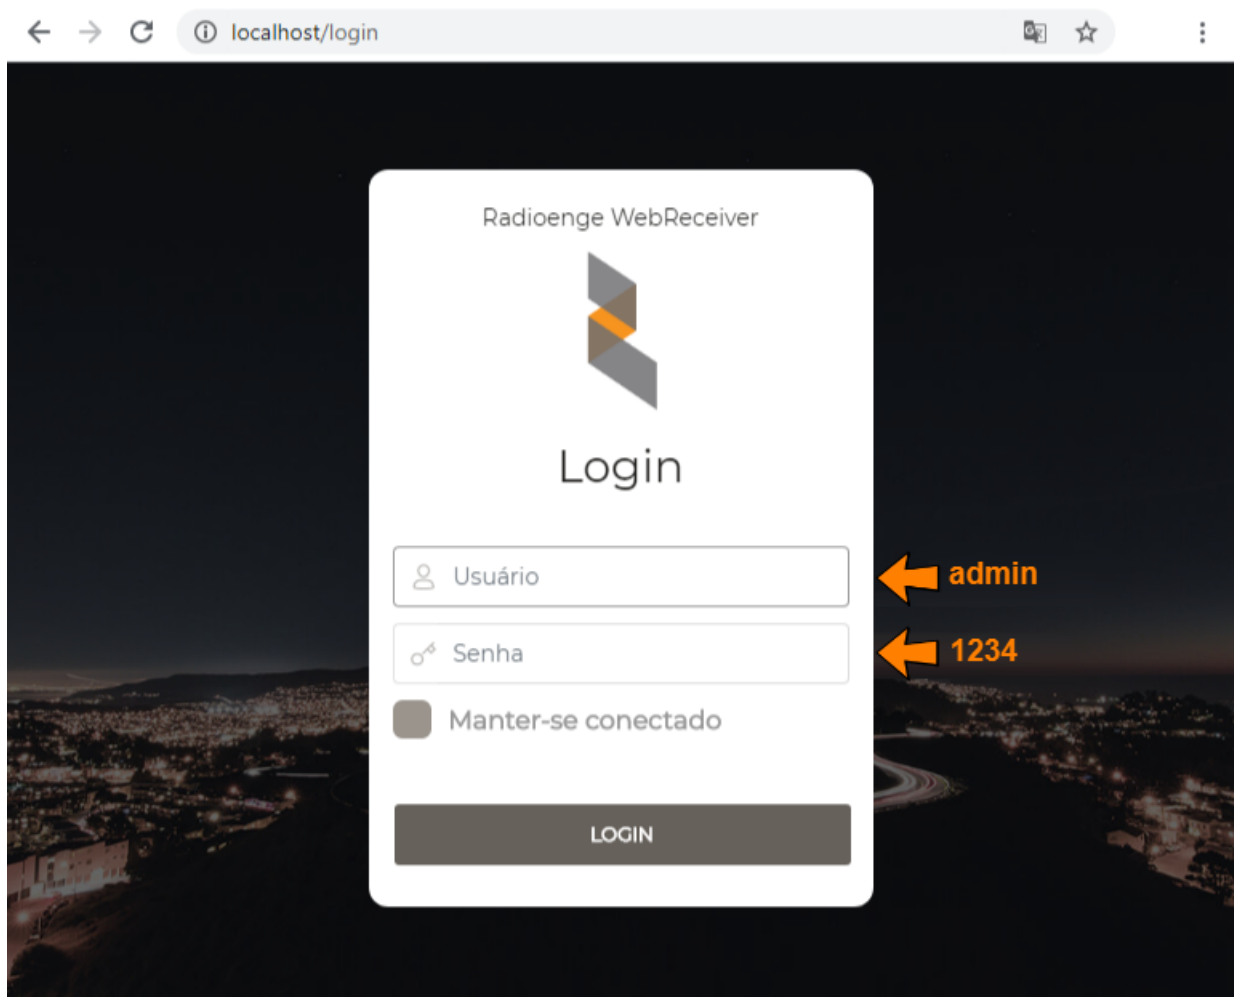 localhost/login
Radioenge WebReceiver
Login
Usuário
admin
Senha
1234
Manter-se conectado
LOGIN